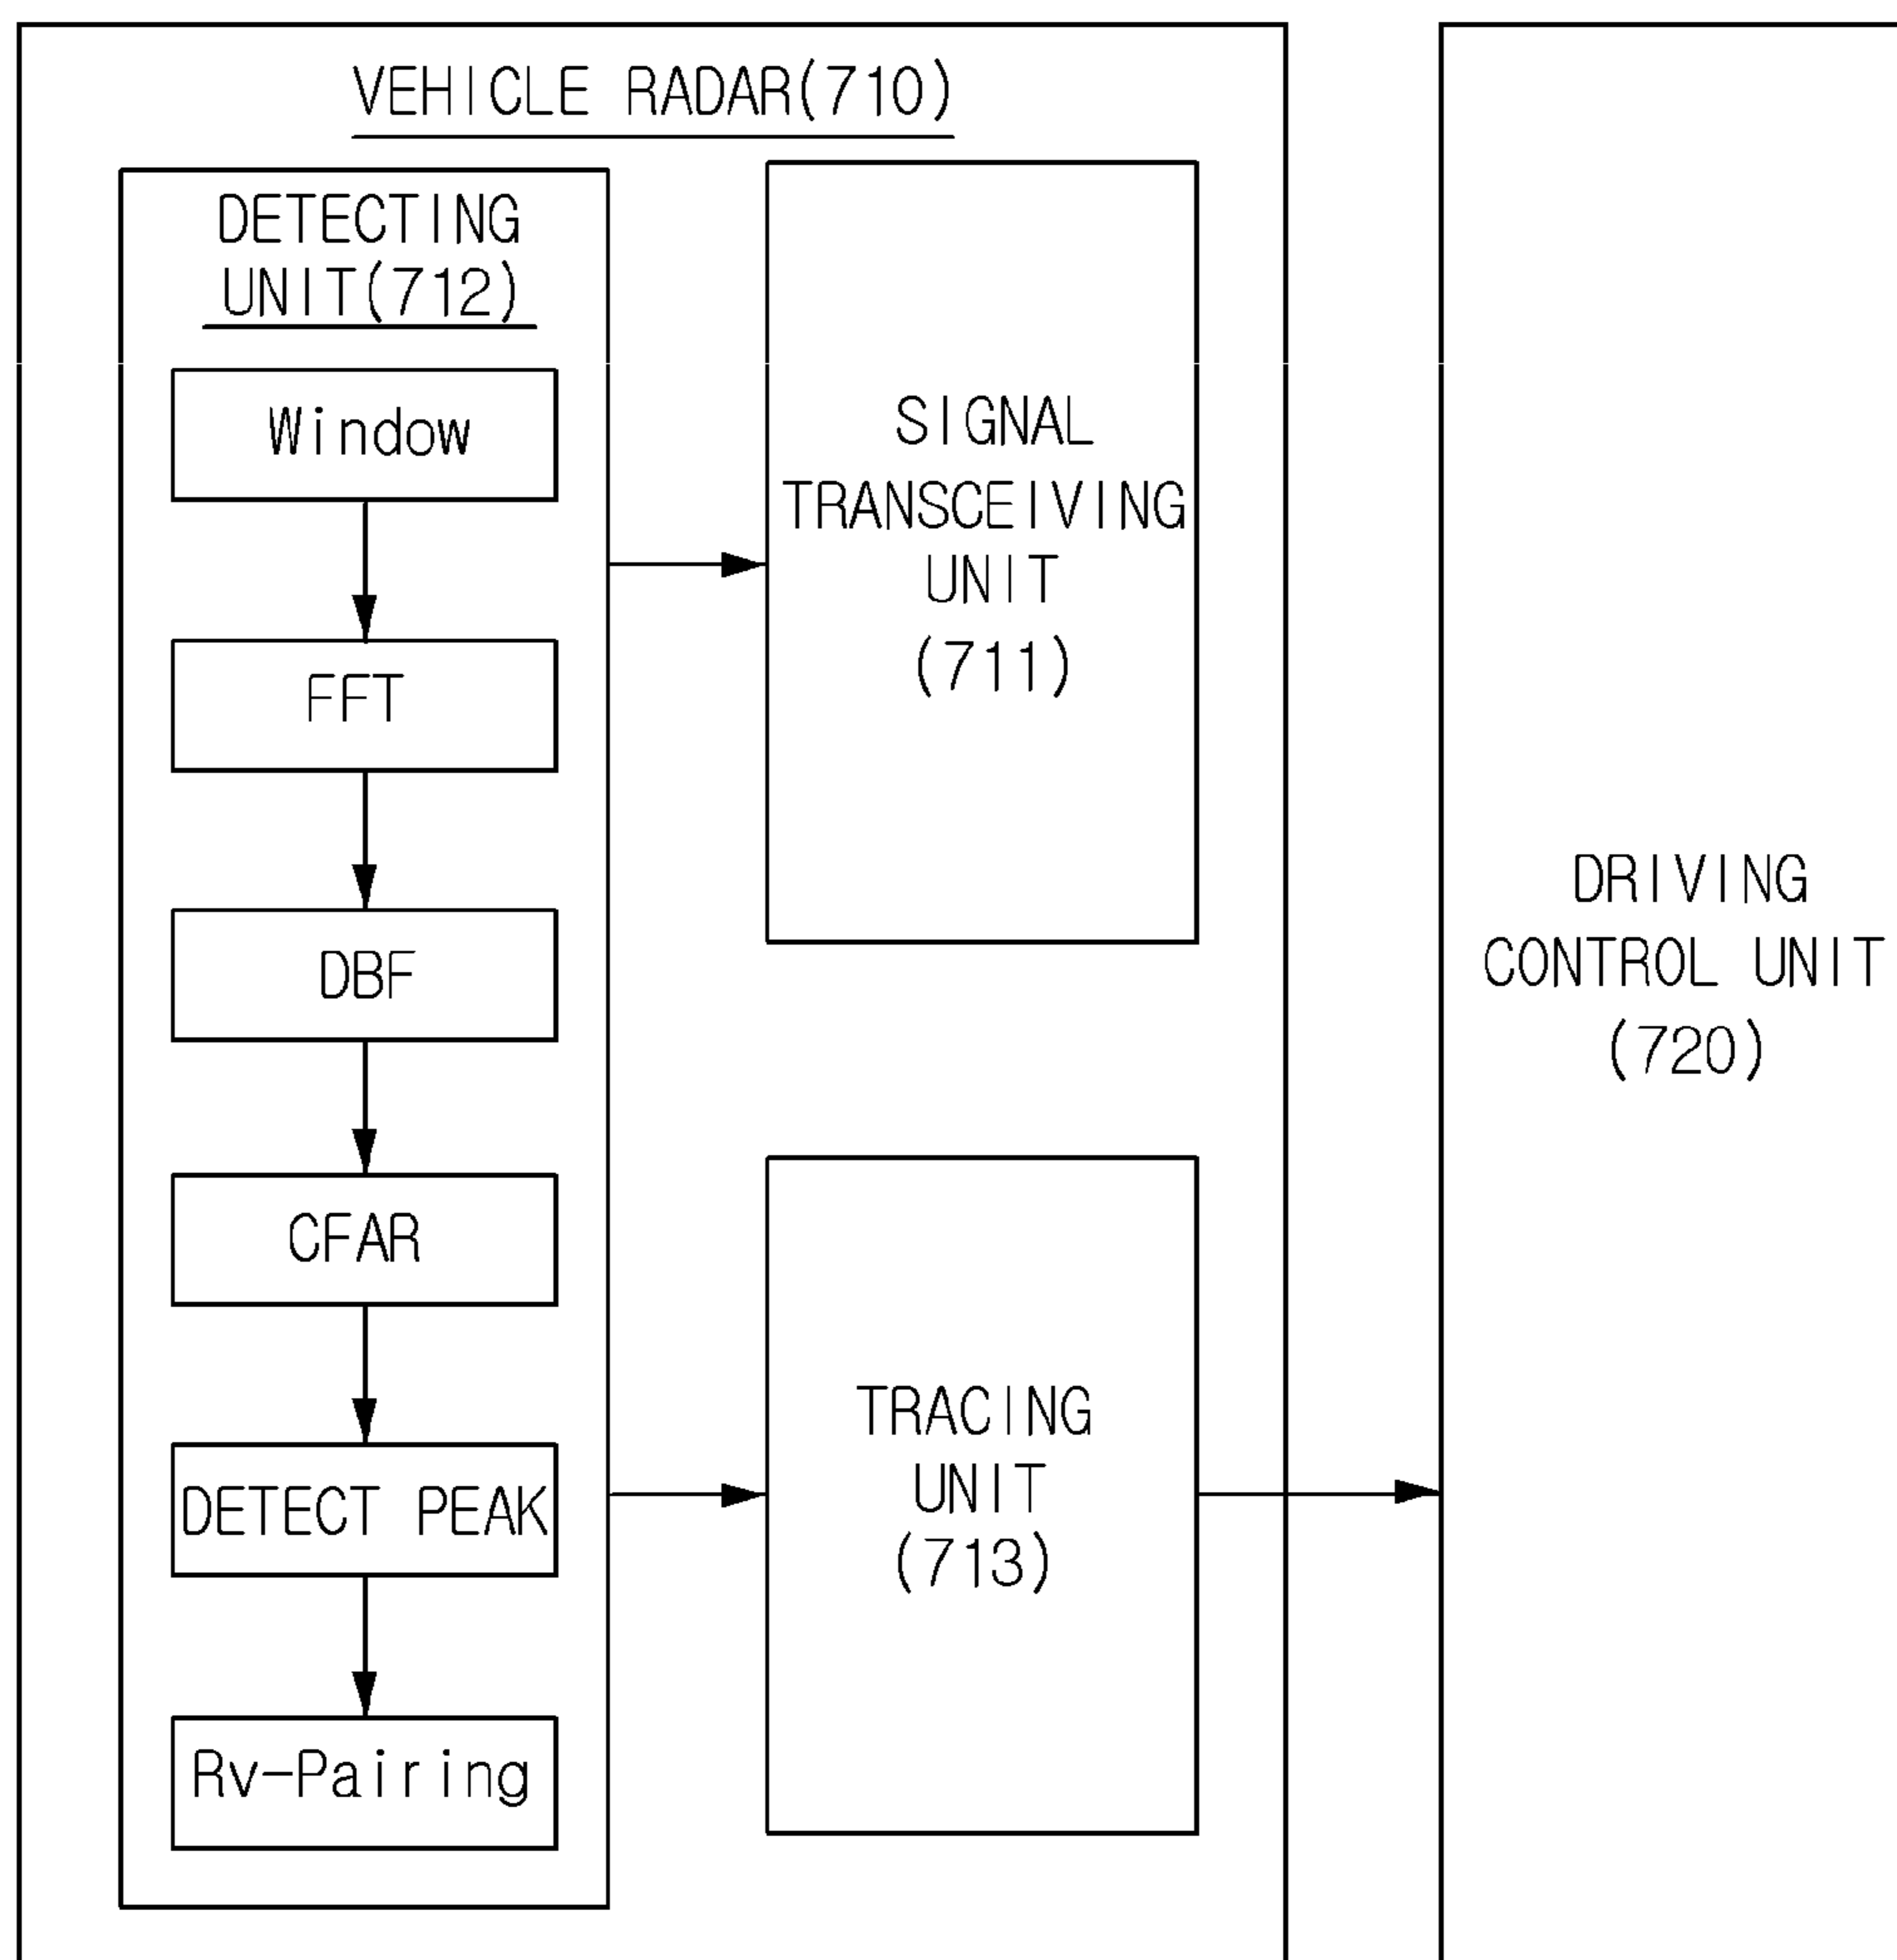 VEHICLE RADAR(710)
DETECTING
UNIT(712)
Window
FFT
DBF
CFAR
DETECT PEAK
Rv-Pairing
SIGNAL
TRANSCEIVING
UNIT
(711)
TRACING
UNIT
(713)
DRIVING
CONTROL UNIT
(720)